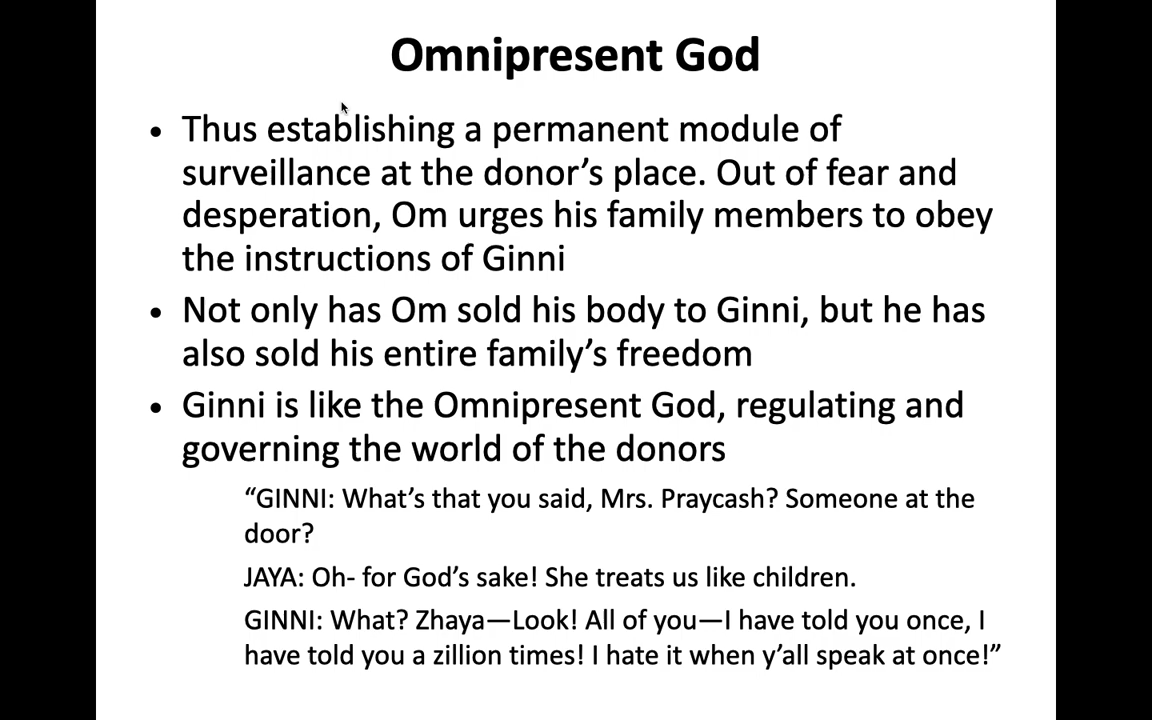 Omnipresent God
• Thus establishing a permanent module of
surveillance at the donor’s place. Out of fear and
desperation, Om urges his family members to obey
the instructions of Ginni
• Not only has Om sold his body to Ginni, but he has
also sold his entire family’s freedom
• Ginni is like the Omnipresent God, regulating and
governing the world of the donors
“GINNI: What’s that you said, Mrs. Praycash? Someone at the
door?
JAYA: Oh- for God’s sake! She treats us like children.
GINNI: What? Zhaya—Look! All of you—I have told you once, I
have told you a zillion times! I hate it when y’all speak at once!”